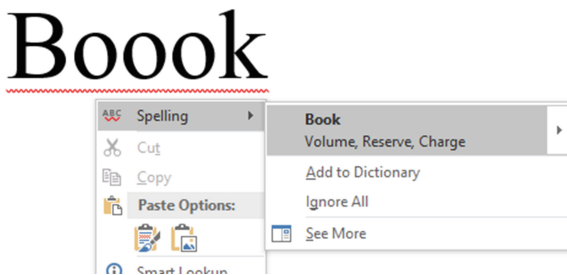 Boook
ABC Spelling
Cut
Copy
Paste Options:
Smart Lookup
Book
Volume, Reserve, Charge
Add to Dictionary
Ignore All
See More